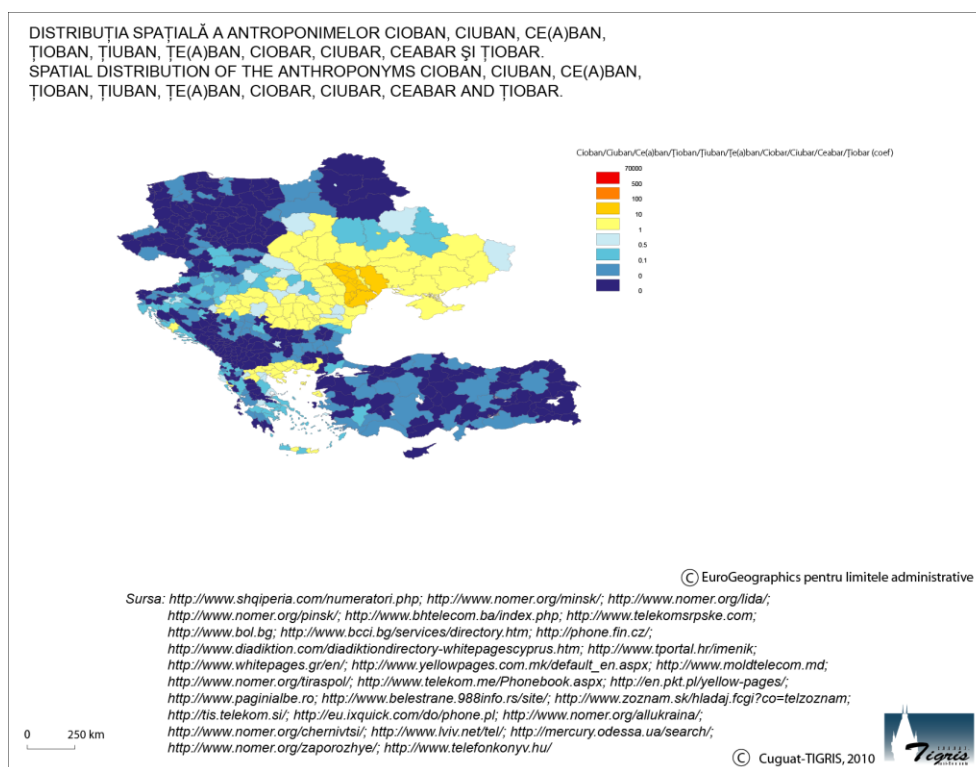 DISTRIBUȚIA SPAȚIALĂ A ANTROPONIMELOR CIOBAN, CIUBAN, CE(A)BAN,
ȚIOBAN, ȚIUBAN, ȚE(A)BAN, CIOBAR, CIUBAR, CEABAR ȘI ȚIOBAR.
SPATIAL DISTRIBUTION OF THE ANTHROPONYMS CIOBAN, CIUBAN, CE(A)BAN,
ȚIOBAN, ȚIUBAN, ȚE(A)BAN, CIOBAR, CIUBAR, CEABAR AND ȚIOBAR.
Cioban/Ciuban/Ce(a)ban/Țioban/Țiuban/Țe(a)ban/Ciobar/Ciubar/Ceabar/Țiobar (coef)
70000
500
100
10
1
0.5
0.1
0
0
© EuroGeographics pentru limitele administrative
Sursa: http://www.shqiperia.com/numeratori.php; http://www.nomer.org/minsk/; http://www.nomer.org/lida/;
http://www.nomer.org/pinsk/; http://www.bhtelecom.ba/index.php; http://www.telekomsrpske.com;
http://www.bol.bg; http://www.bcci.bg/services/directory.htm; http://phone.fin.cz/;
http://www.diadiktion.com/diadiktiondirectory-whitepagescyprus.htm; http://www.tportal.hr/imenik;
http://www.whitepages.gr/en/; http://www.yellowpages.com.mk/default_en.aspx; http://www.moldtelecom.md;
http://www.nomer.org/tiraspol/; http://www.telekom.me/Phonebook.aspx; http://en.pkt.pl/yellow-pages/;
http://www.paginialbe.ro; http://www.belestrane.988info.rs/site/; http://www.zoznam.sk/hladaj.fcgi?co=telzoznam;
http://tis.telekom.si/; http://eu.ixquick.com/do/phone.pl; http://www.nomer.org/allukraina/;
http://www.nomer.org/chernivtsi/; http://www.lviv.net/tel/; http://mercury.odessa.ua/search/;
http://www.nomer.org/zaporozhye/; http://www.telefonkonyv.hu/
0 250 km
© Cuguat-TIGRIS, 2010
Tigris